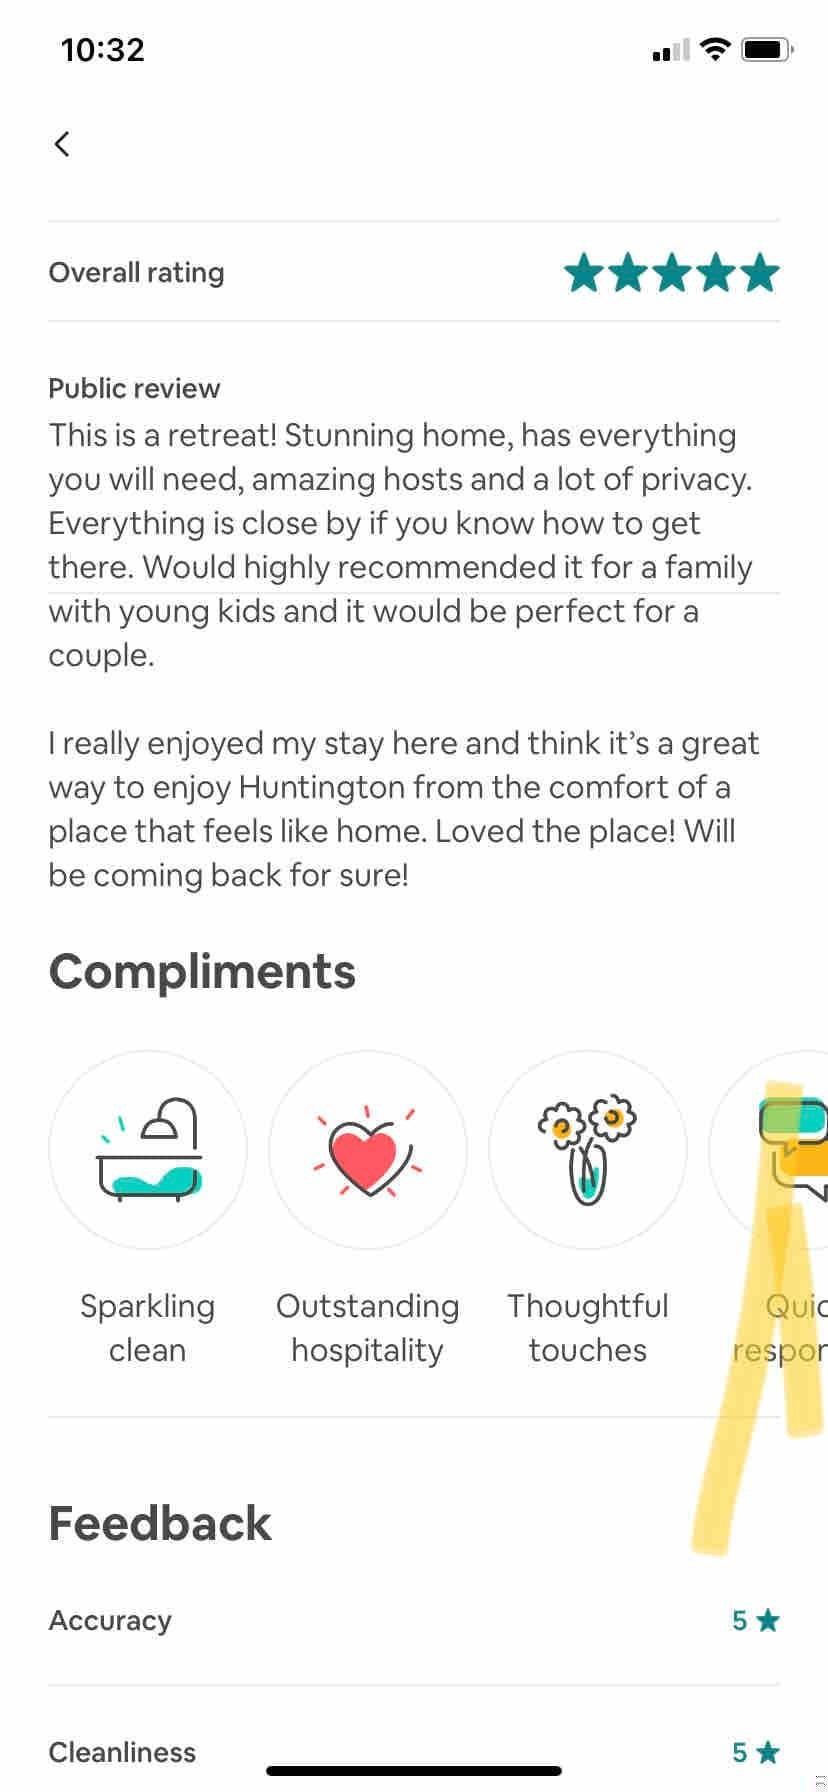 10:32
Overall rating
Public review
This is a retreat! Stunning home, has everything
you will need, amazing hosts and a lot of privacy.
Everything is close by if you know how to get
there. Would highly recommended it for a family
with young kids and it would be perfect for a
couple.
I really enjoyed my stay here and think it’s a great
way to enjoy Huntington from the comfort of a
place that feels like home. Loved the place! Will
be coming back for sure!
Compliments
Sparkling
clean
Outstanding
hospitality
Thoughtful
touches
Feedback
Accuracy 5
Cleanliness 5